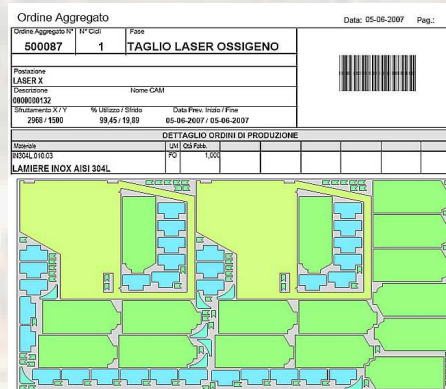 Ordine Aggregato
Data: 05-06-2007 Pag.:
Ordine Aggregato N° N° Cicli Fase
500087 1 TAGLIO LASER OSSIGENO
Postazione
LASER X
Descrizione Nome CAM
0000000132
Sfruttamento X / Y % Utilizzo / Sfrido Data Prev. Inizio / Fine
2968 / 1500 99,45 / 19,89 05-06-2007 / 05-06-2007
DETTAGLIO ORDINI DI PRODUZIONE
Materiale UM Qtà Fabb.
IN304L.010.03 FO 1,000
LAMIERE INOX AISI 304L